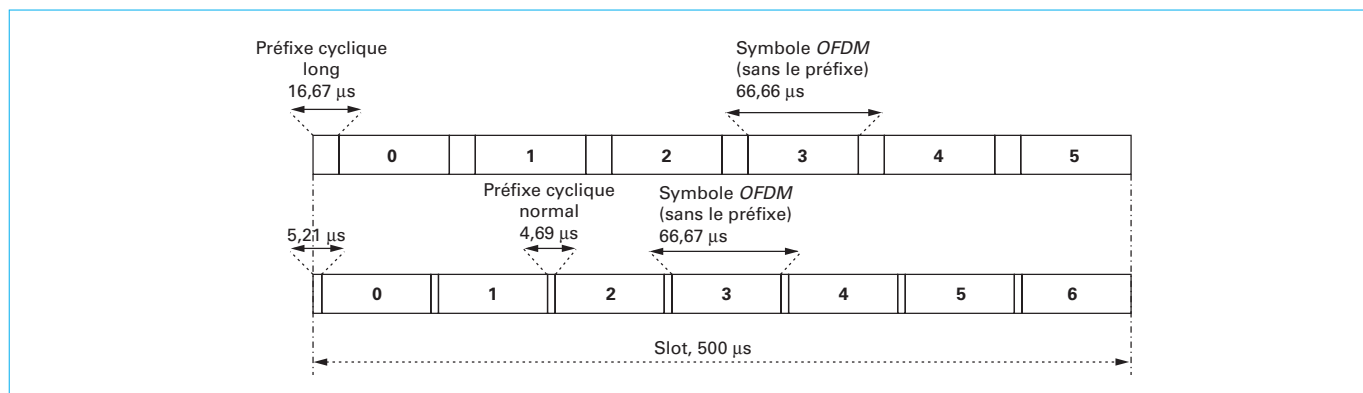 Préfixe cyclique
long
16,67 µs
Symbole OFDM
(sans le préfixe)
66,66 µs
0 1 2 3 4 5
Préfixe cyclique
normal
4,69 µs
Symbole OFDM
(sans le préfixe)
66,67 µs
5,21 µs
0 1 2 3 4 5 6
Slot, 500 µs